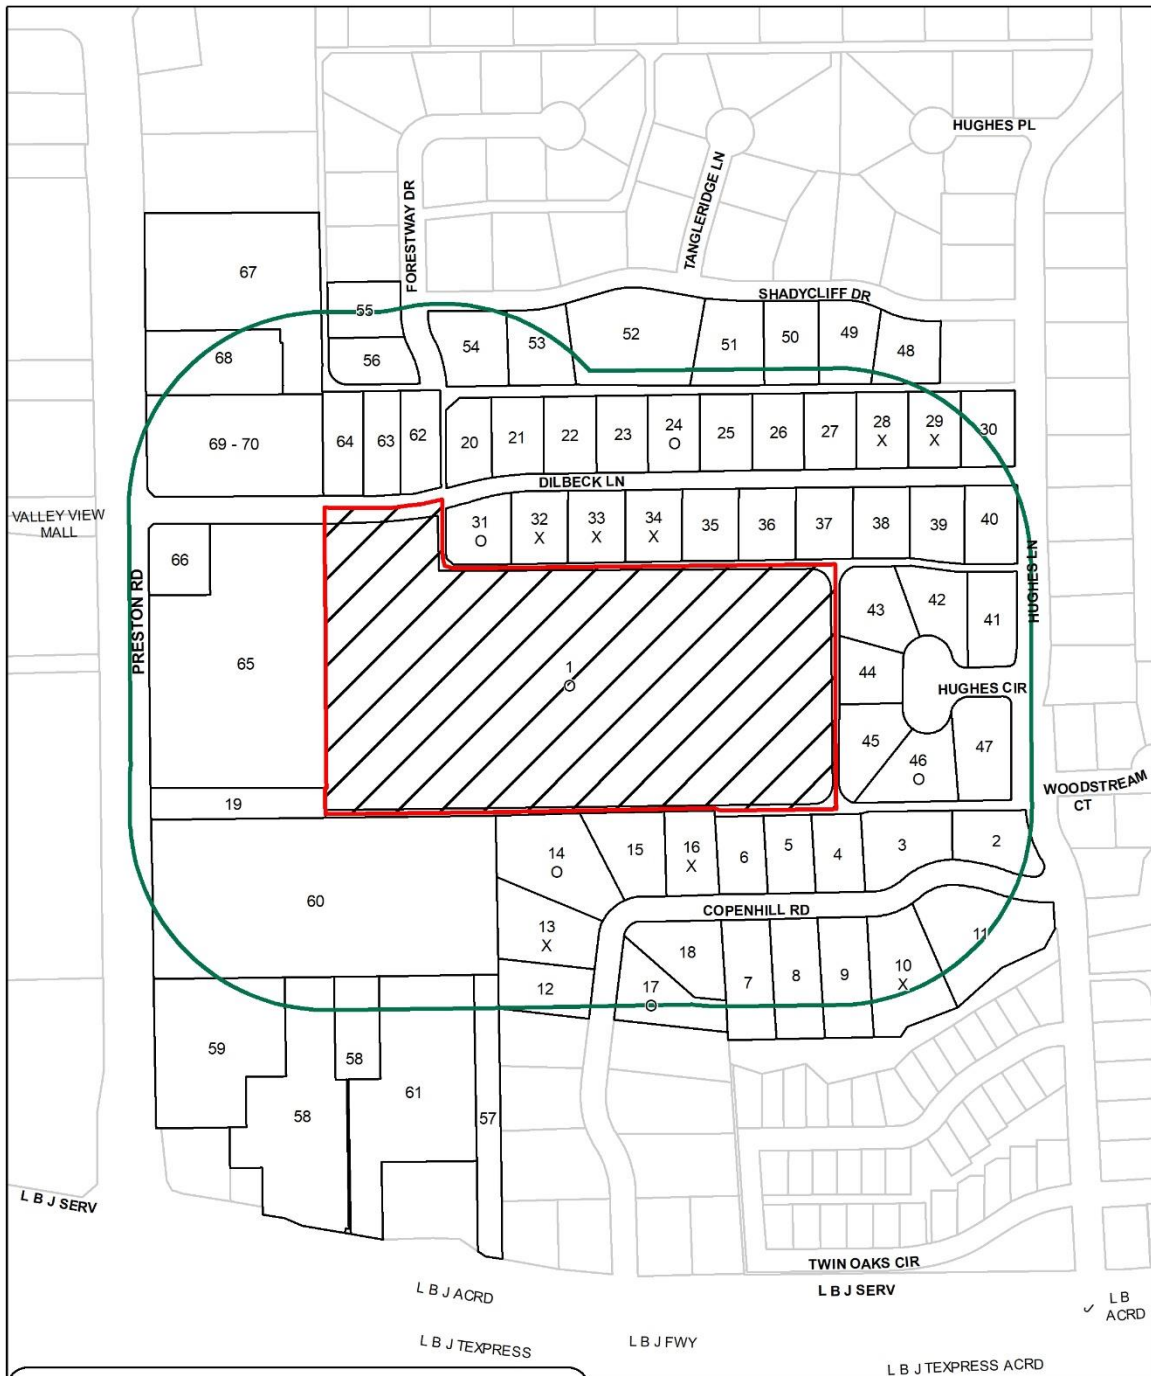 HUGHES PL
FORESTWAY DR
TANGLERIDGE LN
67
SHADYCLIFF DR
55
68
56
54
53
52
51
50
49
48
69 - 70
64
63
62
20
21
22
23
24
O
25
26
27
28
X
29
X
30
DILBECK LN
VALLEY VIEW
MALL
66
31
O
32
X
33
X
34
X
35
36
37
38
39
40
PRESTON RD
HUGHES LN
65
1
O
43
42
41
44
HUGHES CIR
45
46
O
47
19
WOODSTREAM
CT
14
O
15
16
X
6
5
4
3
2
60
COPENHILL RD
13
X
18
11
12
17
O
7
8
9
10
X
59
58
58
61
57
L B J SERV
TWIN OAKS CIR
L B J SERV
L B J ACRD
L B
ACRD
L B J TEXPRESS
L B J FWY
L B J TEXPRESS ACRD